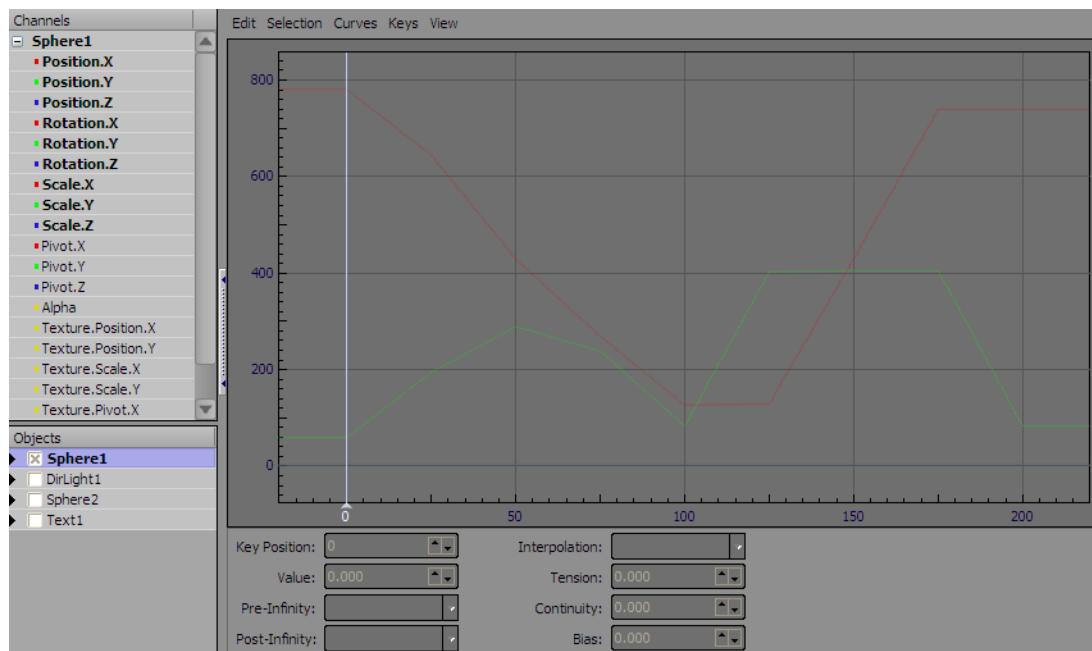 Channels
Sphere1
Position.X
Position.Y
Position.Z
Rotation.X
Rotation.Y
Rotation.Z
Scale.X
Scale.Y
Scale.Z
Pivot.X
Pivot.Y
Pivot.Z
Alpha
Texture.Position.X
Texture.Position.Y
Texture.Scale.X
Texture.Scale.Y
Texture.Pivot.X
Objects
Sphere1
DirLight1
Sphere2
Text1
Edit Selection Curves Keys View
800
600
400
200
0
0 50 100 150 200
Key Position: 0 Interpolation:
Value: 0.000 Tension: 0.000
Pre-Infinity: Continuity: 0.000
Post-Infinity: Bias: 0.000